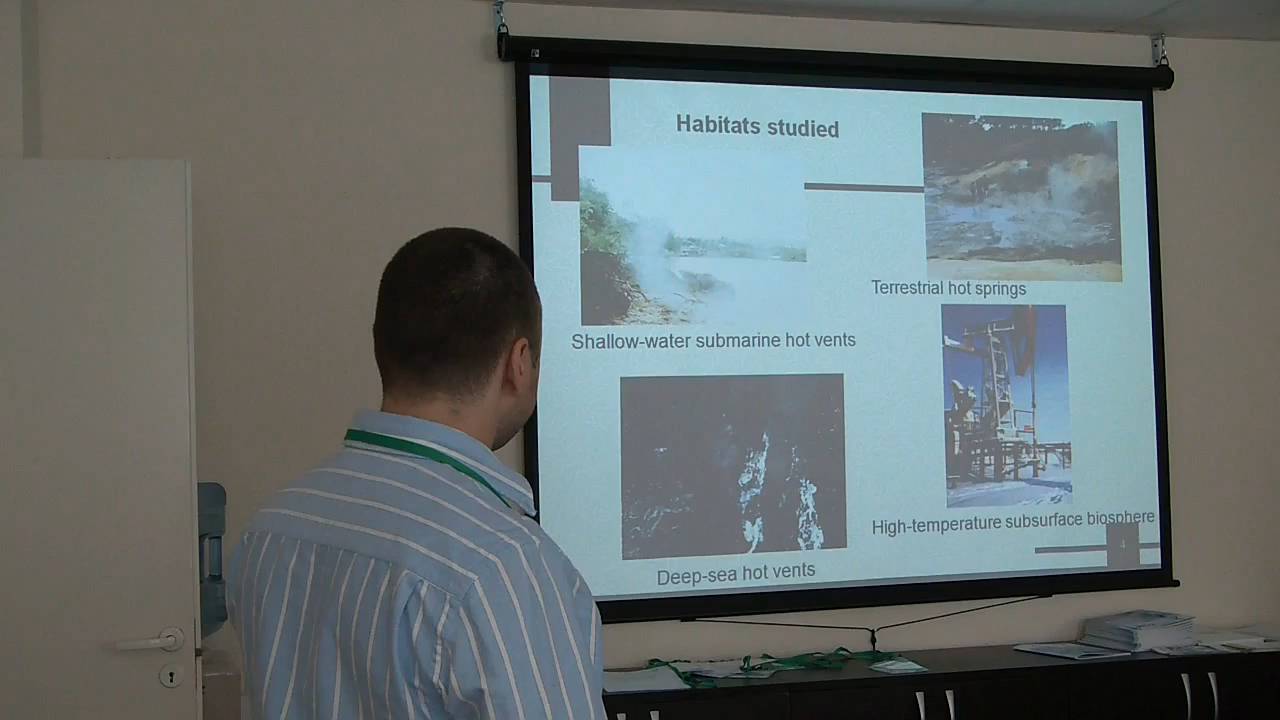 Habitats studied
Terrestrial hot springs
Shallow-water submarine hot vents
High-temperature subsurface biosphere
Deep-sea hot vents